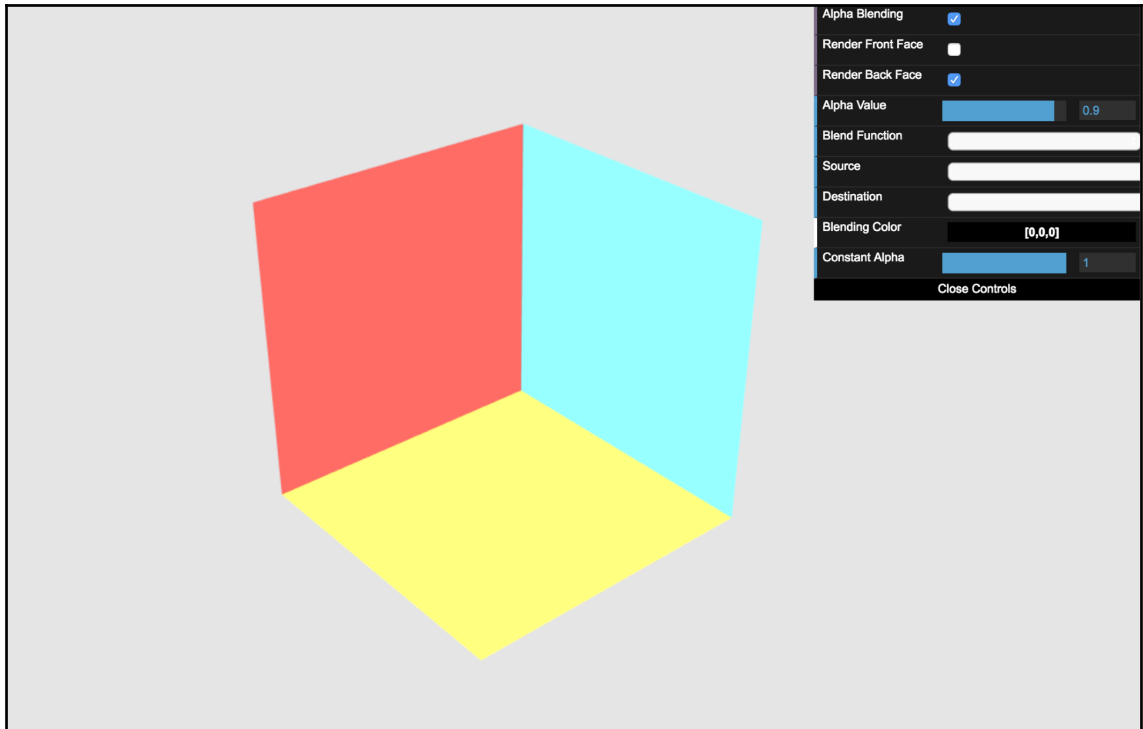 Alpha Blending
Render Front Face
Render Back Face
Alpha Value 0.9
Blend Function
Source
Destination
Blending Color [0,0,0]
Constant Alpha 1
Close Controls